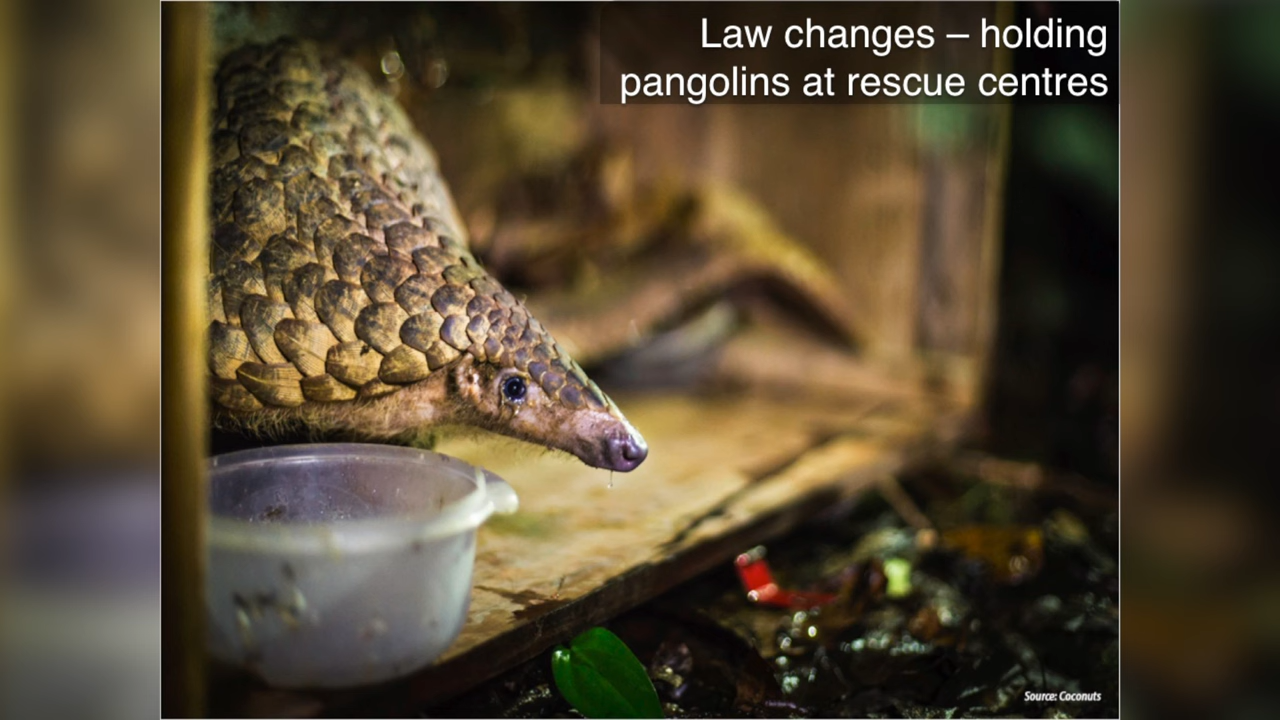 Law changes – holding
pangolins at rescue centres
Source: Coconuts